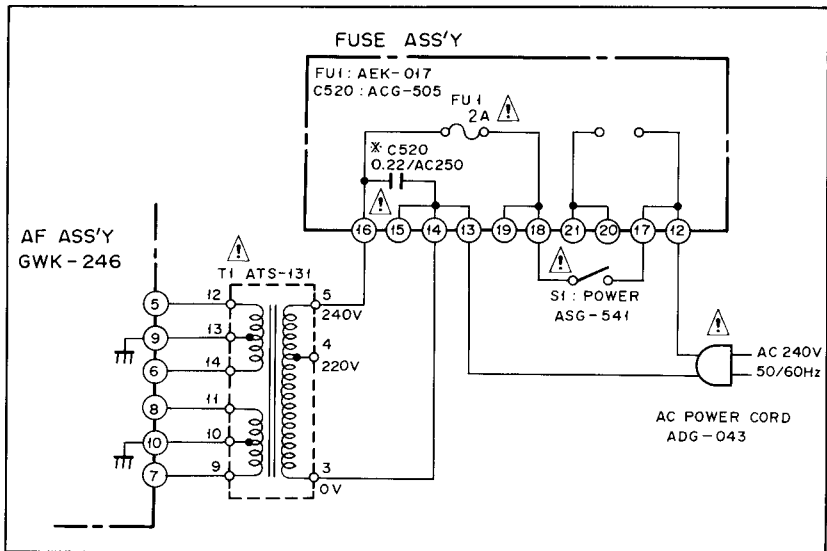 FUSE ASS'Y
FU1: AEK-017
C520: ACG-505
FU1
2A
※ C520
0.22/AC250
16 15 14 13 19 18 21 20 17 12
AF ASS'Y
GWK-246
T1 ATS-131
S1: POWER
ASG-541
5 12 5
240V
9 13 4
220V
6 14
8 11
10 10
7 9 3
0V
AC 240V
50/60Hz
AC POWER CORD
ADG-043